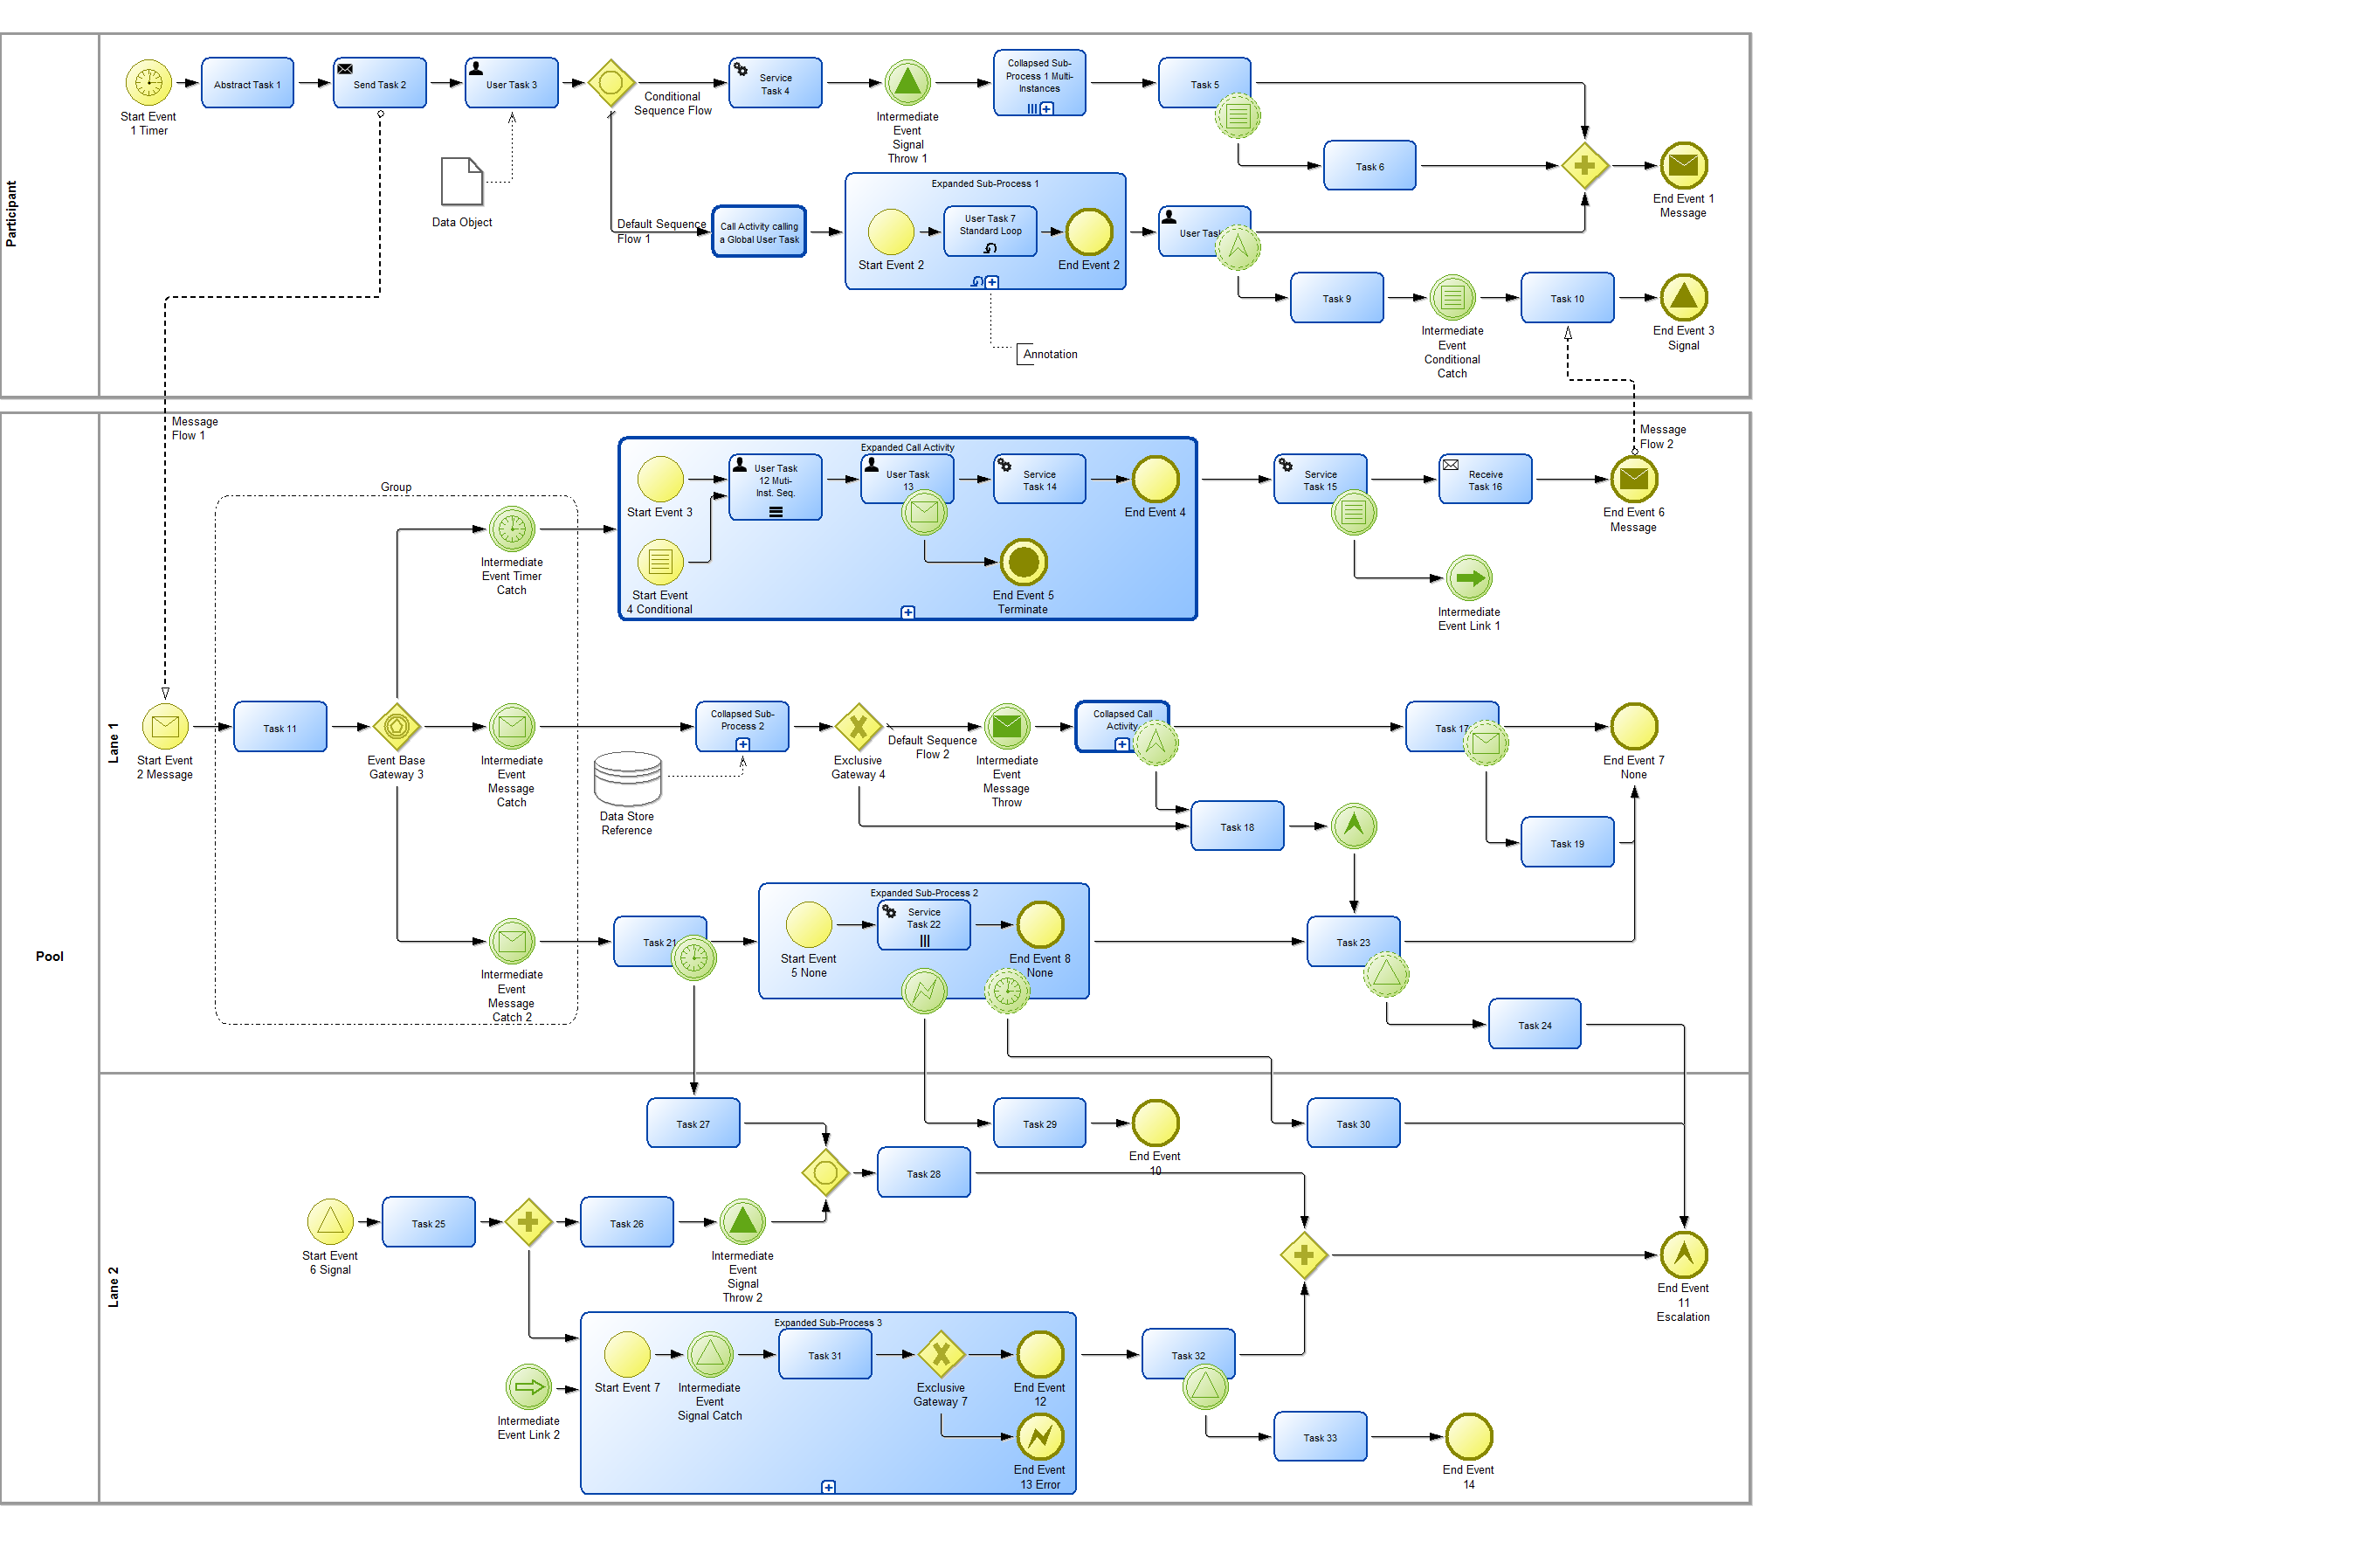 Participant
Start Event
1 Timer
Abstract Task 1
Send Task 2
User Task 3
Conditional
Sequence Flow
Service
Task 4
Intermediate
Event
Signal
Throw 1
Collapsed Sub-
Process 1 Multi-
Instances
Task 5
Task 6
End Event 1
Message
Data Object
Default Sequence
Flow 1
Call Activity calling
a Global User Task
Expanded Sub-Process 1
Start Event 2
User Task 7
Standard Loop
End Event 2
User Tas
Task 9
Intermediate
Event
Conditional
Catch
Task 10
End Event 3
Signal
Annotation
Message
Flow 1
Message
Flow 2
Pool
Lane 1
Group
Expanded Call Activity
Start Event 3
User Task
12 Muti-
Inst. Seq.
User Task
13
Service
Task 14
End Event 4
Start Event
4 Conditional
End Event 5
Terminate
Service
Task 15
Receive
Task 16
End Event 6
Message
Intermediate
Event Timer
Catch
Intermediate
Event Link 1
Start Event
2 Message
Task 11
Event Base
Gateway 3
Intermediate
Event
Message
Catch
Collapsed Sub-
Process 2
Data Store
Reference
Exclusive
Gateway 4
Default Sequence
Flow 2
Intermediate
Event
Message
Throw
Collapsed Call
Activity
Task 17
End Event 7
None
Task 18
Task 19
Intermediate
Event
Message
Catch 2
Task 21
Expanded Sub-Process 2
Start Event
5 None
Service
Task 22
End Event 8
None
Task 23
Task 24
Lane 2
Task 27
Task 28
Task 29
End Event
10
Task 30
Start Event
6 Signal
Task 25
Task 26
Intermediate
Event
Signal
Throw 2
End Event
11
Escalation
Intermediate
Event Link 2
Expanded Sub-Process 3
Start Event 7
Intermediate
Event
Signal Catch
Task 31
Exclusive
Gateway 7
End Event
12
End Event
13 Error
Task 32
Task 33
End Event
14